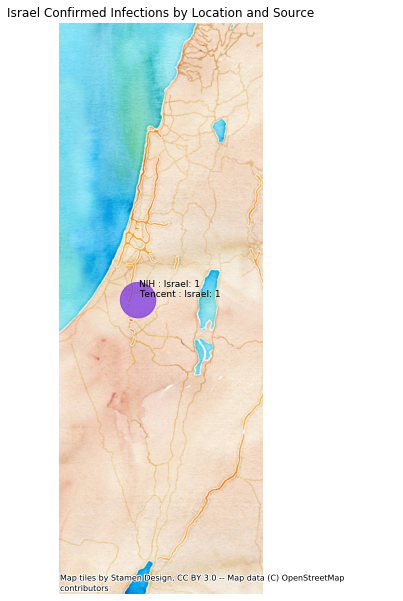 Israel Confirmed Infections by Location and Source
NIH : Israel: 1
Tencent : Israel: 1
Map tiles by Stamen Design, CC BY 3.0 -- Map data (C) OpenStreetMap
contributors